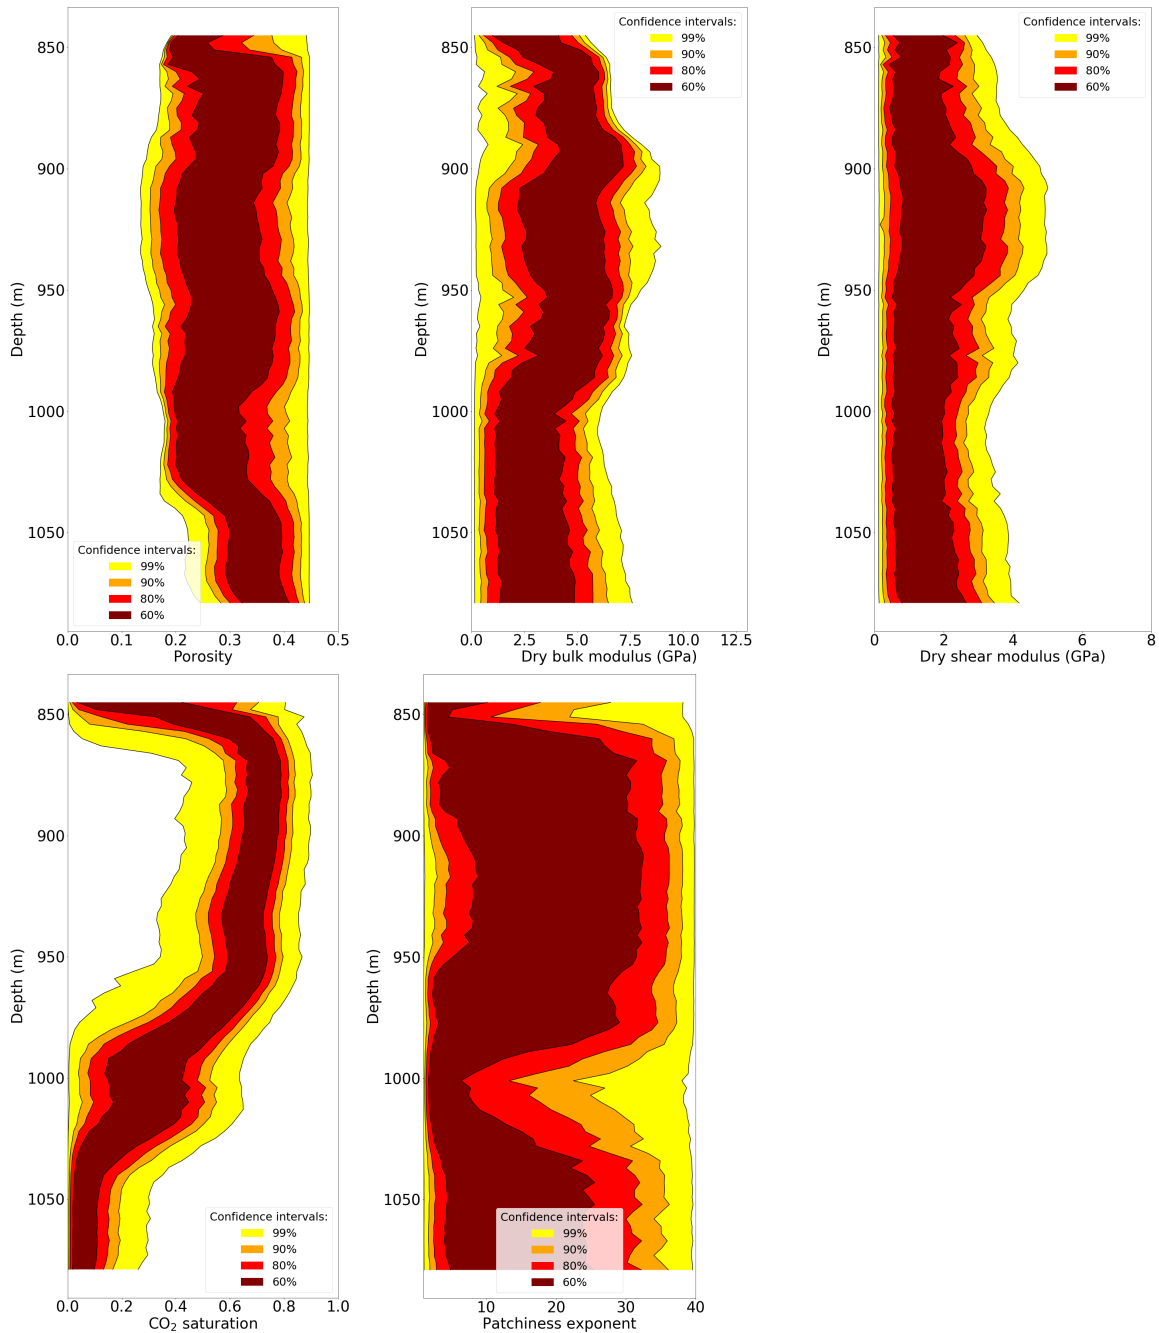 Confidence intervals:
99%
90%
80%
60%
850
900
950
1000
1050
Depth (m)
0.0 0.1 0.2 0.3 0.4 0.5
Porosity
Confidence intervals:
99%
90%
80%
60%
850
900
950
1000
1050
Depth (m)
0.0 2.5 5.0 7.5 10.0 12.5
Dry bulk modulus (GPa)
Confidence intervals:
99%
90%
80%
60%
850
900
950
1000
1050
Depth (m)
0 2 4 6 8
Dry shear modulus (GPa)
Confidence intervals:
99%
90%
80%
60%
850
900
950
1000
1050
Depth (m)
0.0 0.2 0.4 0.6 0.8 1.0
CO₂ saturation
Confidence intervals:
99%
90%
80%
60%
850
900
950
1000
1050
Depth (m)
10 20 30 40
Patchiness exponent